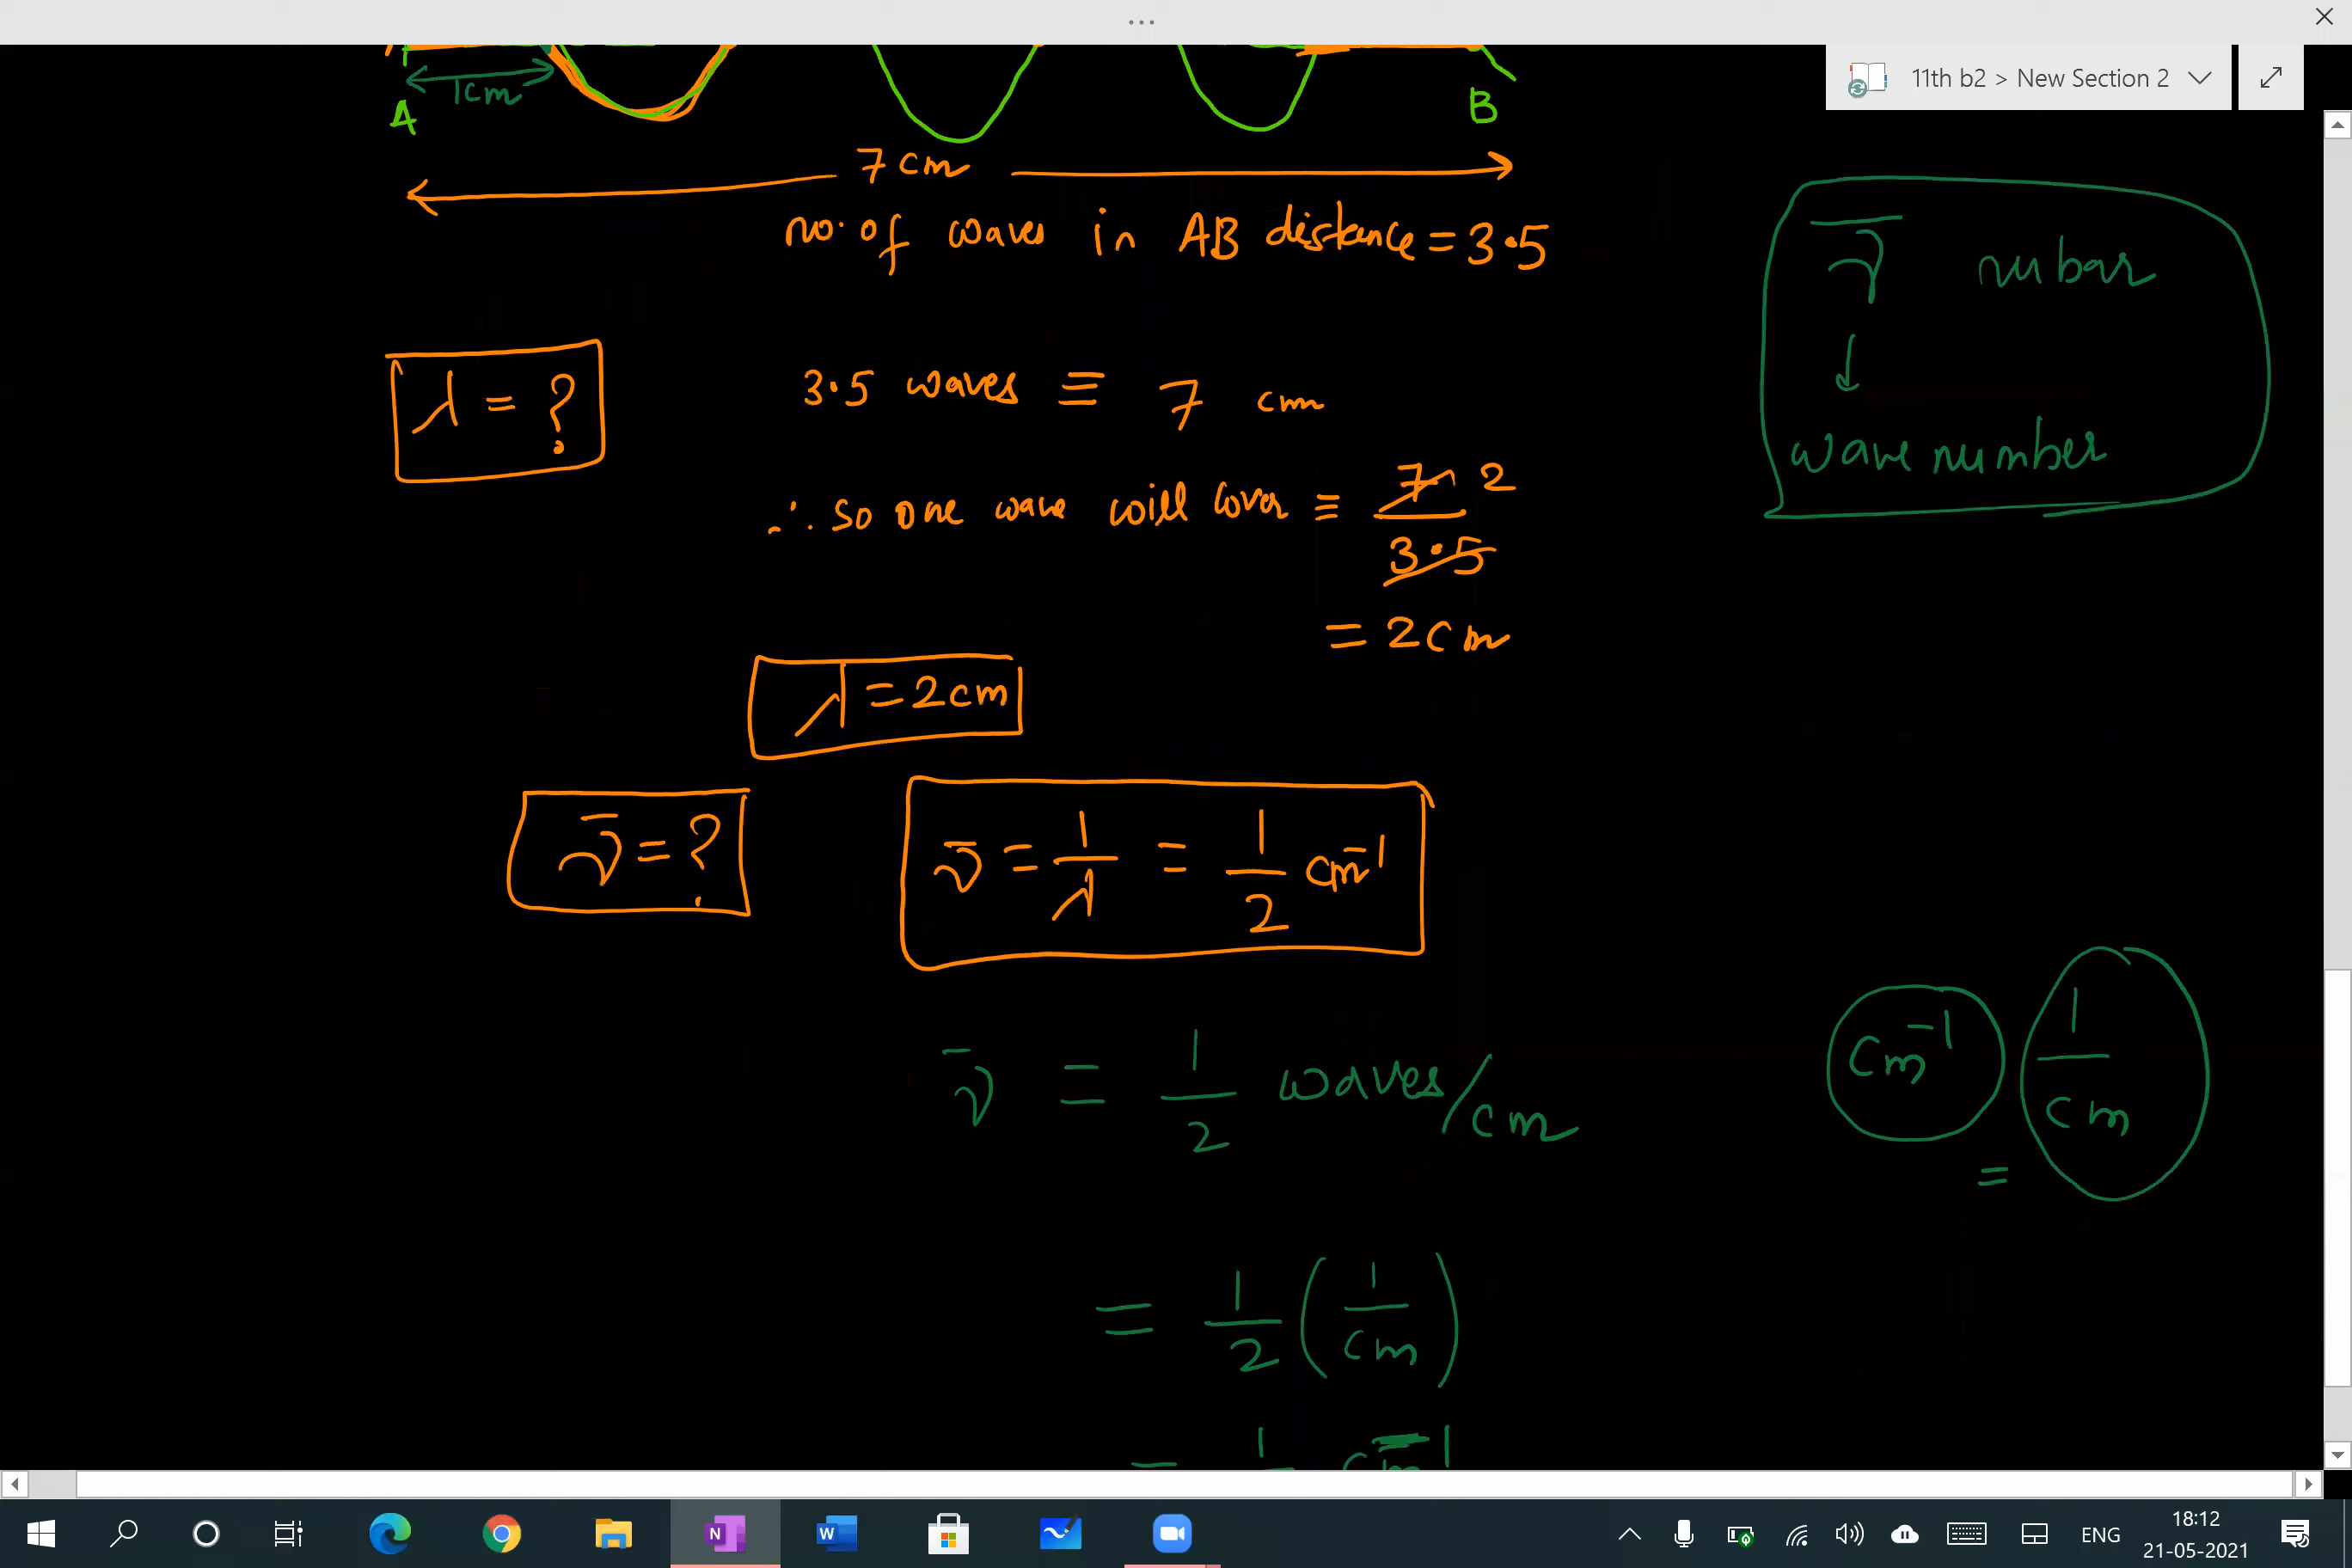 11th b2 > New Section 2
1cm
A
B
7 cm
no. of waves in AB distance = 3.5
ν̅ nubar
↓
wave number
λ = ?
3.5 waves ≡ 7 cm
∴ so one wave will cover ≡ 7/3.5 2
= 2cm
λ = 2cm
ν̅ = ?
ν̅ = 1/λ = 1/2 cm⁻¹
ν̅ = 1/2 waves/cm
cm⁻¹ = 1/cm
= 1/2 (1/cm)
ENG
18:12
21-05-2021